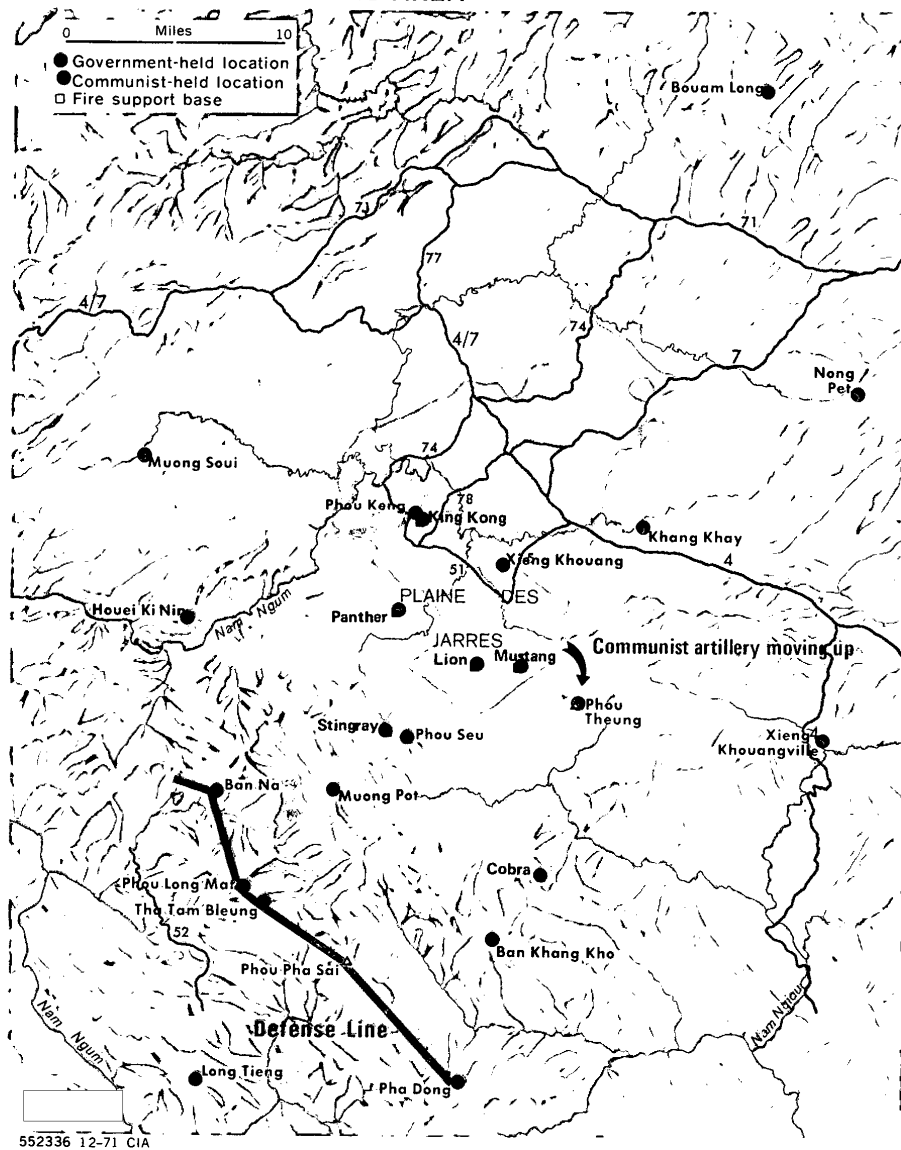 0 Miles 10
Government-held location
Communist-held location
Fire support base
Bouam Long
71
71
77
4/7
4/7
74
7
Nong
Pet
74
Muong Soui
78
Phou Keng
King Kong
Khang Khay
4
51
Xieng Khouang
5
PLAINE DES
Houei Ki Nin
Nam Ngum
Panther
JARRES
Communist artillery moving up
Lion
Mustang
Phou
Theung
Stingray
Phou Seu
4
Xieng
Khouangville
Ban Na
Muong Pot
Cobra
Phou Long Mat
Tha Tam Bleung
52
Ban Khang Kho
Phou Pha Sai
Nam Ngiou
Nam Ngum
Defense Line
Long Tieng
Pha Dong
552336 12-71 CIA